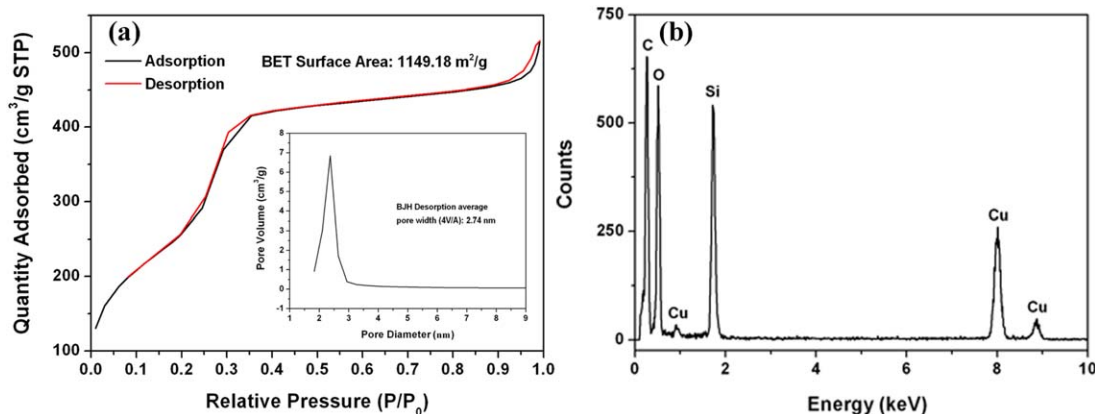 (a)
Adsorption
Desorption
BET Surface Area: 1149.18 m²/g
Quantity Adsorbed (cm³/g STP)
500
400
300
200
100
0.0 0.1 0.2 0.3 0.4 0.5 0.6 0.7 0.8 0.9 1.0
Relative Pressure (P/P₀)
Pore Volume (cm³/g)
8
7
6
5
4
3
2
1
0
-1
BJH Desorption average
pore width (4V/A): 2.74 nm
1 2 3 4 5 6 7 8 9
Pore Diameter (nm)
(b)
Counts
750
500
250
0
C
O
Si
Cu
Cu
Cu
0 2 4 6 8 10
Energy (keV)